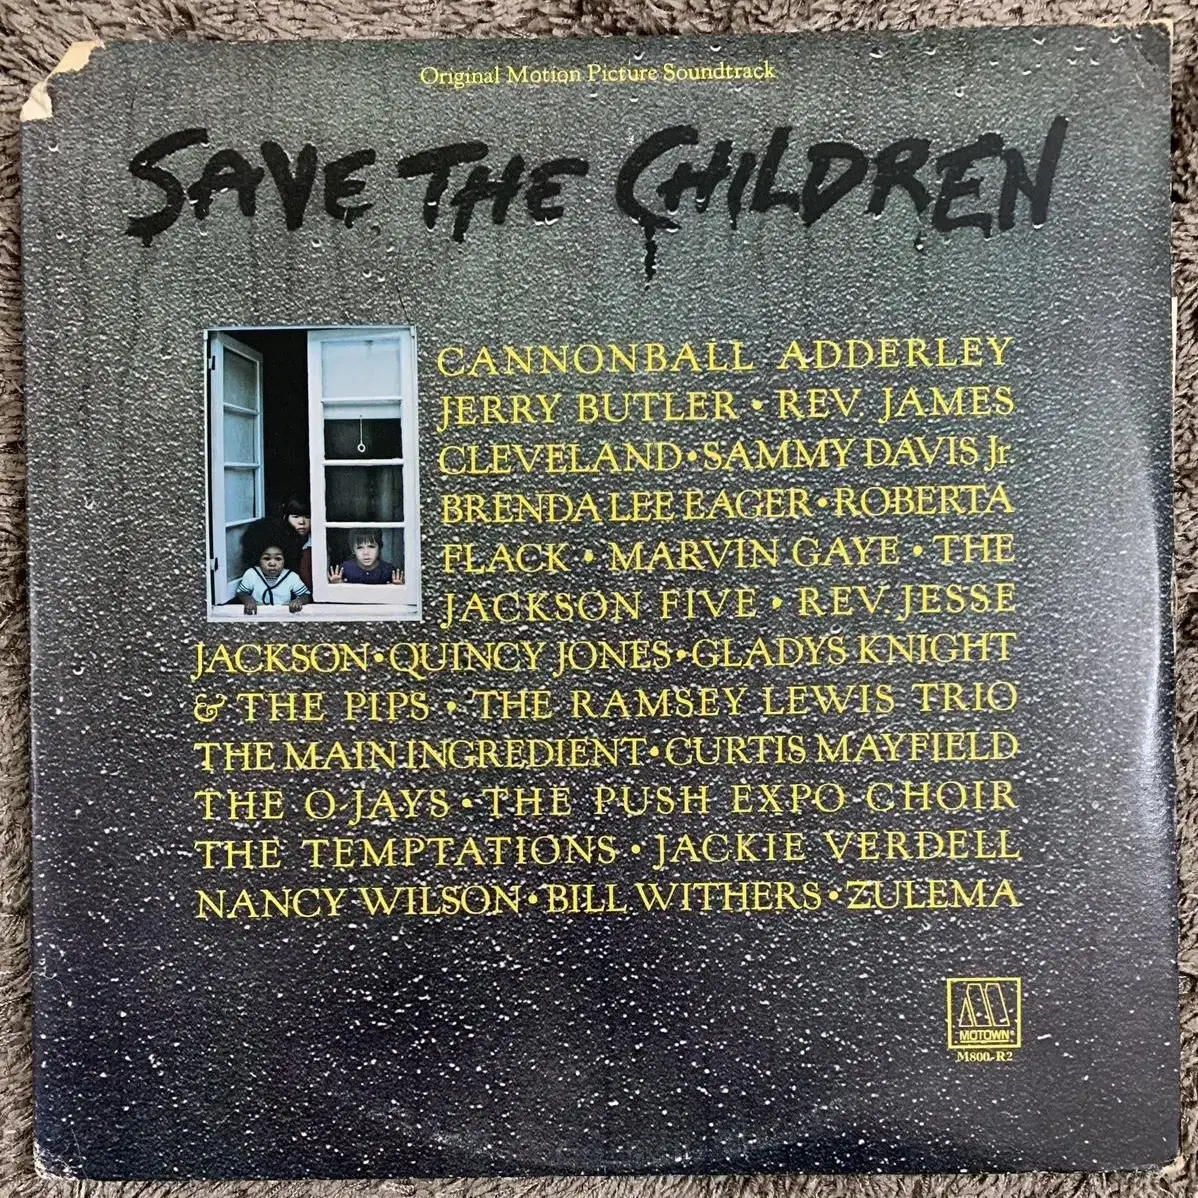 Original Motion Picture Soundtrack
SAVE THE CHILDREN
CANNONBALL ADDERLEY
JERRY BUTLER • REV. JAMES
CLEVELAND • SAMMY DAVIS Jr.
BRENDA LEE EAGER • ROBERTA
FLACK • MARVIN GAYE • THE
JACKSON FIVE • REV. JESSE
JACKSON • QUINCY JONES • GLADYS KNIGHT
& THE PIPS • THE RAMSEY LEWIS TRIO
THE MAIN INGREDIENT • CURTIS MAYFIELD
THE O-JAYS • THE PUSH EXPO CHOIR
THE TEMPTATIONS • JACKIE VERDELL
NANCY WILSON • BILL WITHERS • ZULEMA
MOTOWN®
M800-R2